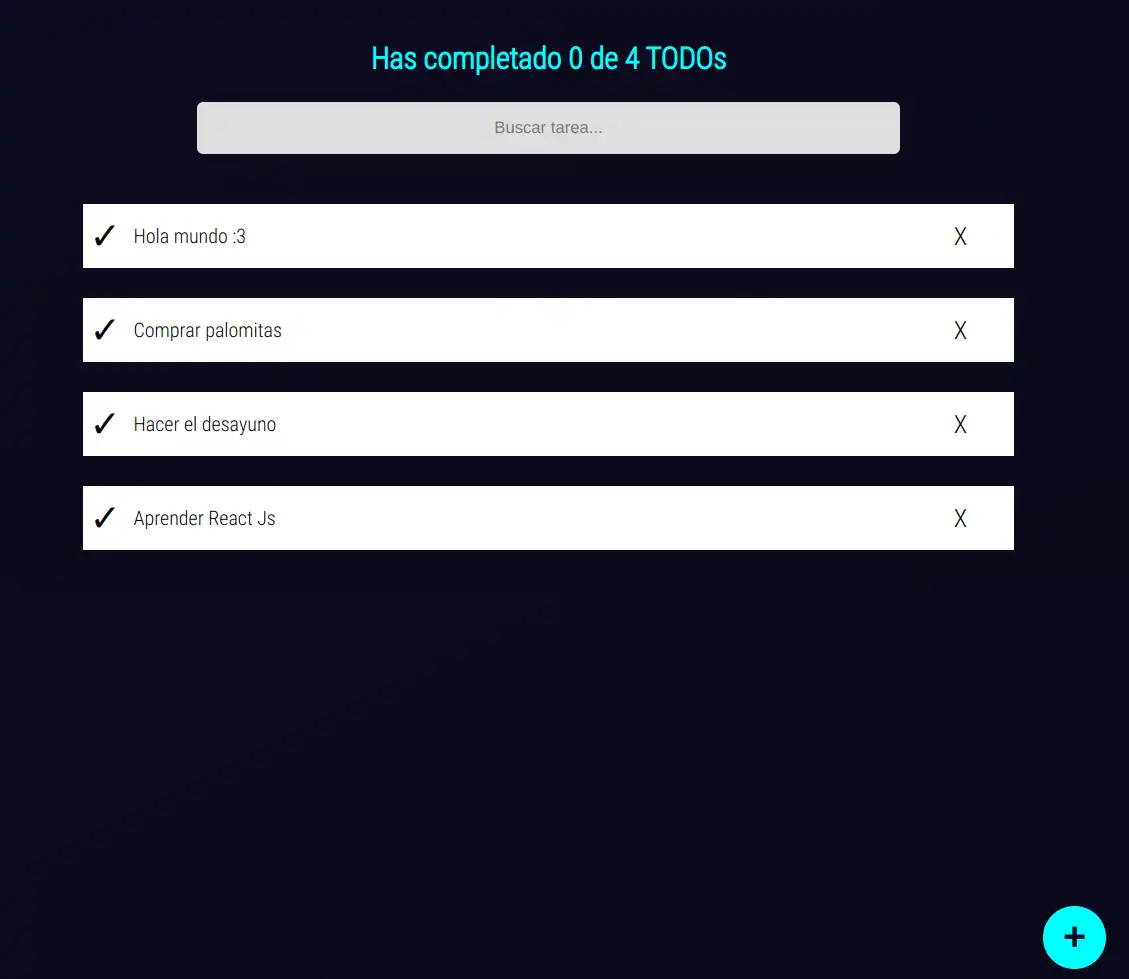 Has completado 0 de 4 TODOs
Buscar tarea...
✓ Hola mundo :3 X
✓ Comprar palomitas X
✓ Hacer el desayuno X
✓ Aprender React Js X
+